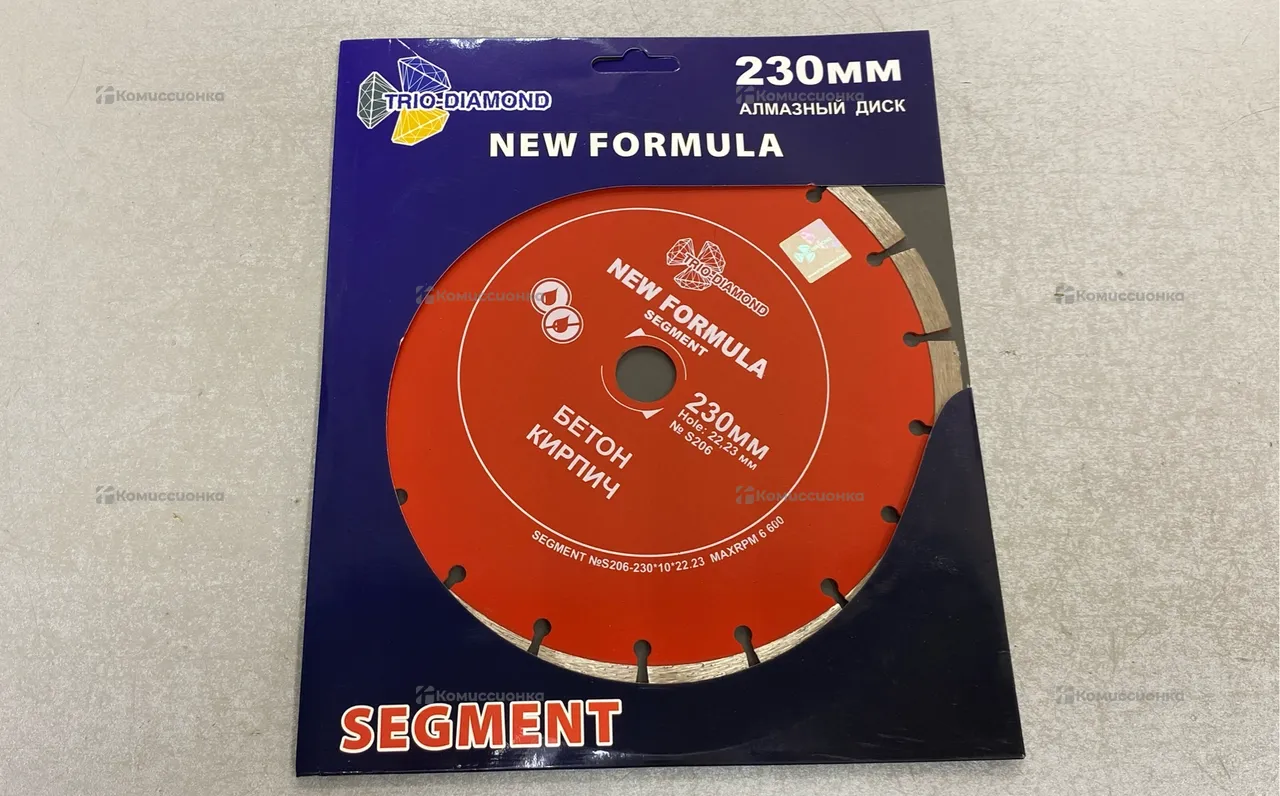 TRIO-DIAMOND
230мм
АЛМАЗНЫЙ ДИСК
NEW FORMULA
TRIO-DIAMOND
NEW FORMULA
SEGMENT
230мм
Hole: 22,23 мм
№ S206
БЕТОН
КИРПИЧ
SEGMENT №S206-230*10*22.23 MAXRPM 6 600
SEGMENT
Комиссионка
Комиссионка
Комиссионка
Комиссионка
Комиссионка
Комиссионка
Комиссионка
Комиссионка